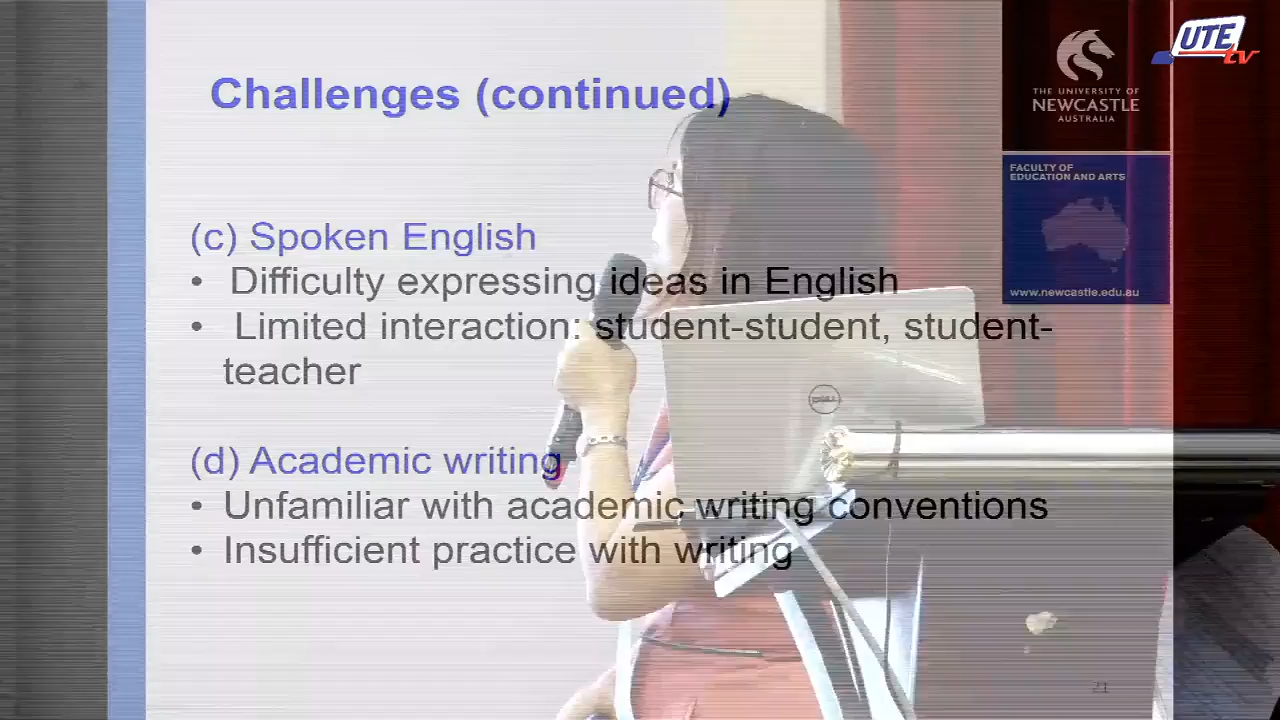 UTE
tv
THE UNIVERSITY OF
NEWCASTLE
AUSTRALIA
Challenges (continued)
FACULTY OF
EDUCATION AND ARTS
www.newcastle.edu.au
(c) Spoken English
• Difficulty expressing ideas in English
• Limited interaction: student-student, student-
teacher
DELL
(d) Academic writing
• Unfamiliar with academic writing conventions
• Insufficient practice with writing
21